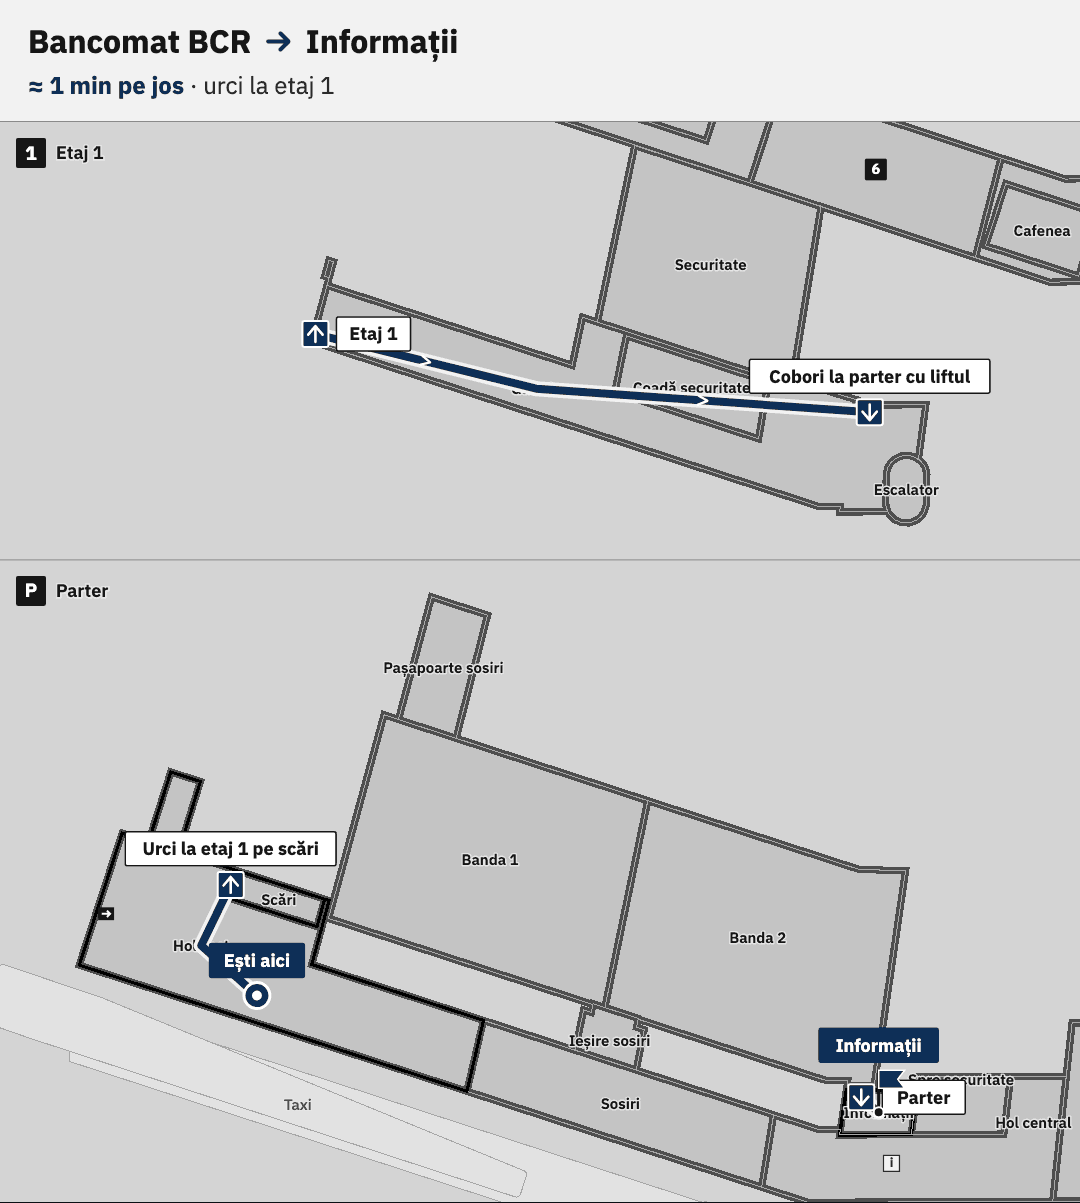 Bancomat BCR → Informații
≈ 1 min pe jos · urci la etaj 1
1 Etaj 1
6
Cafenea
Securitate
Etaj 1
Cobori la parter cu liftul
Coadă securitate
Escalator
P Parter
Pașapoarte sosiri
Urci la etaj 1 pe scări
Banda 1
Scări
Banda 2
Ești aici
Ieșire sosiri
Informații
Parter
Taxi
Sosiri
Hol central
i